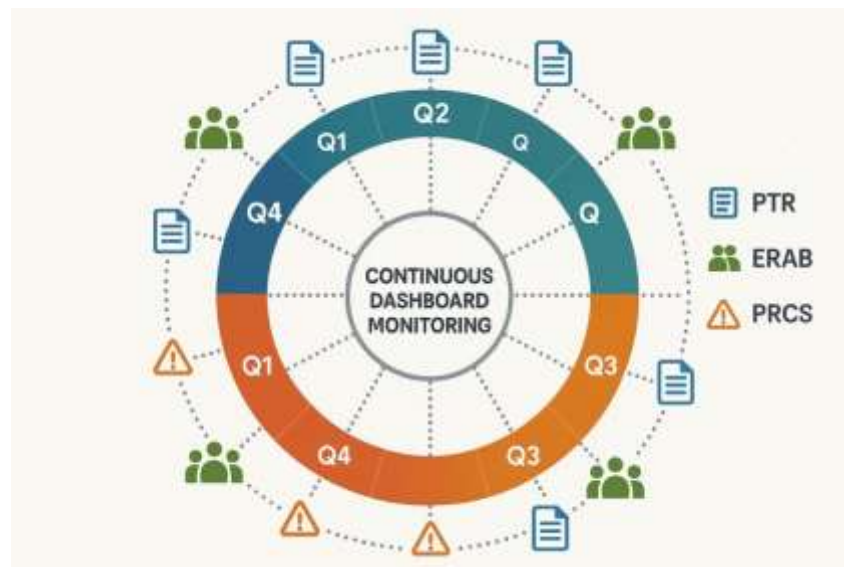 Q2
Q1
Q
Q4
Q
PTR
CONTINUOUS
DASHBOARD
MONITORING
ERAB
PRCS
Q1
Q3
Q4
Q3